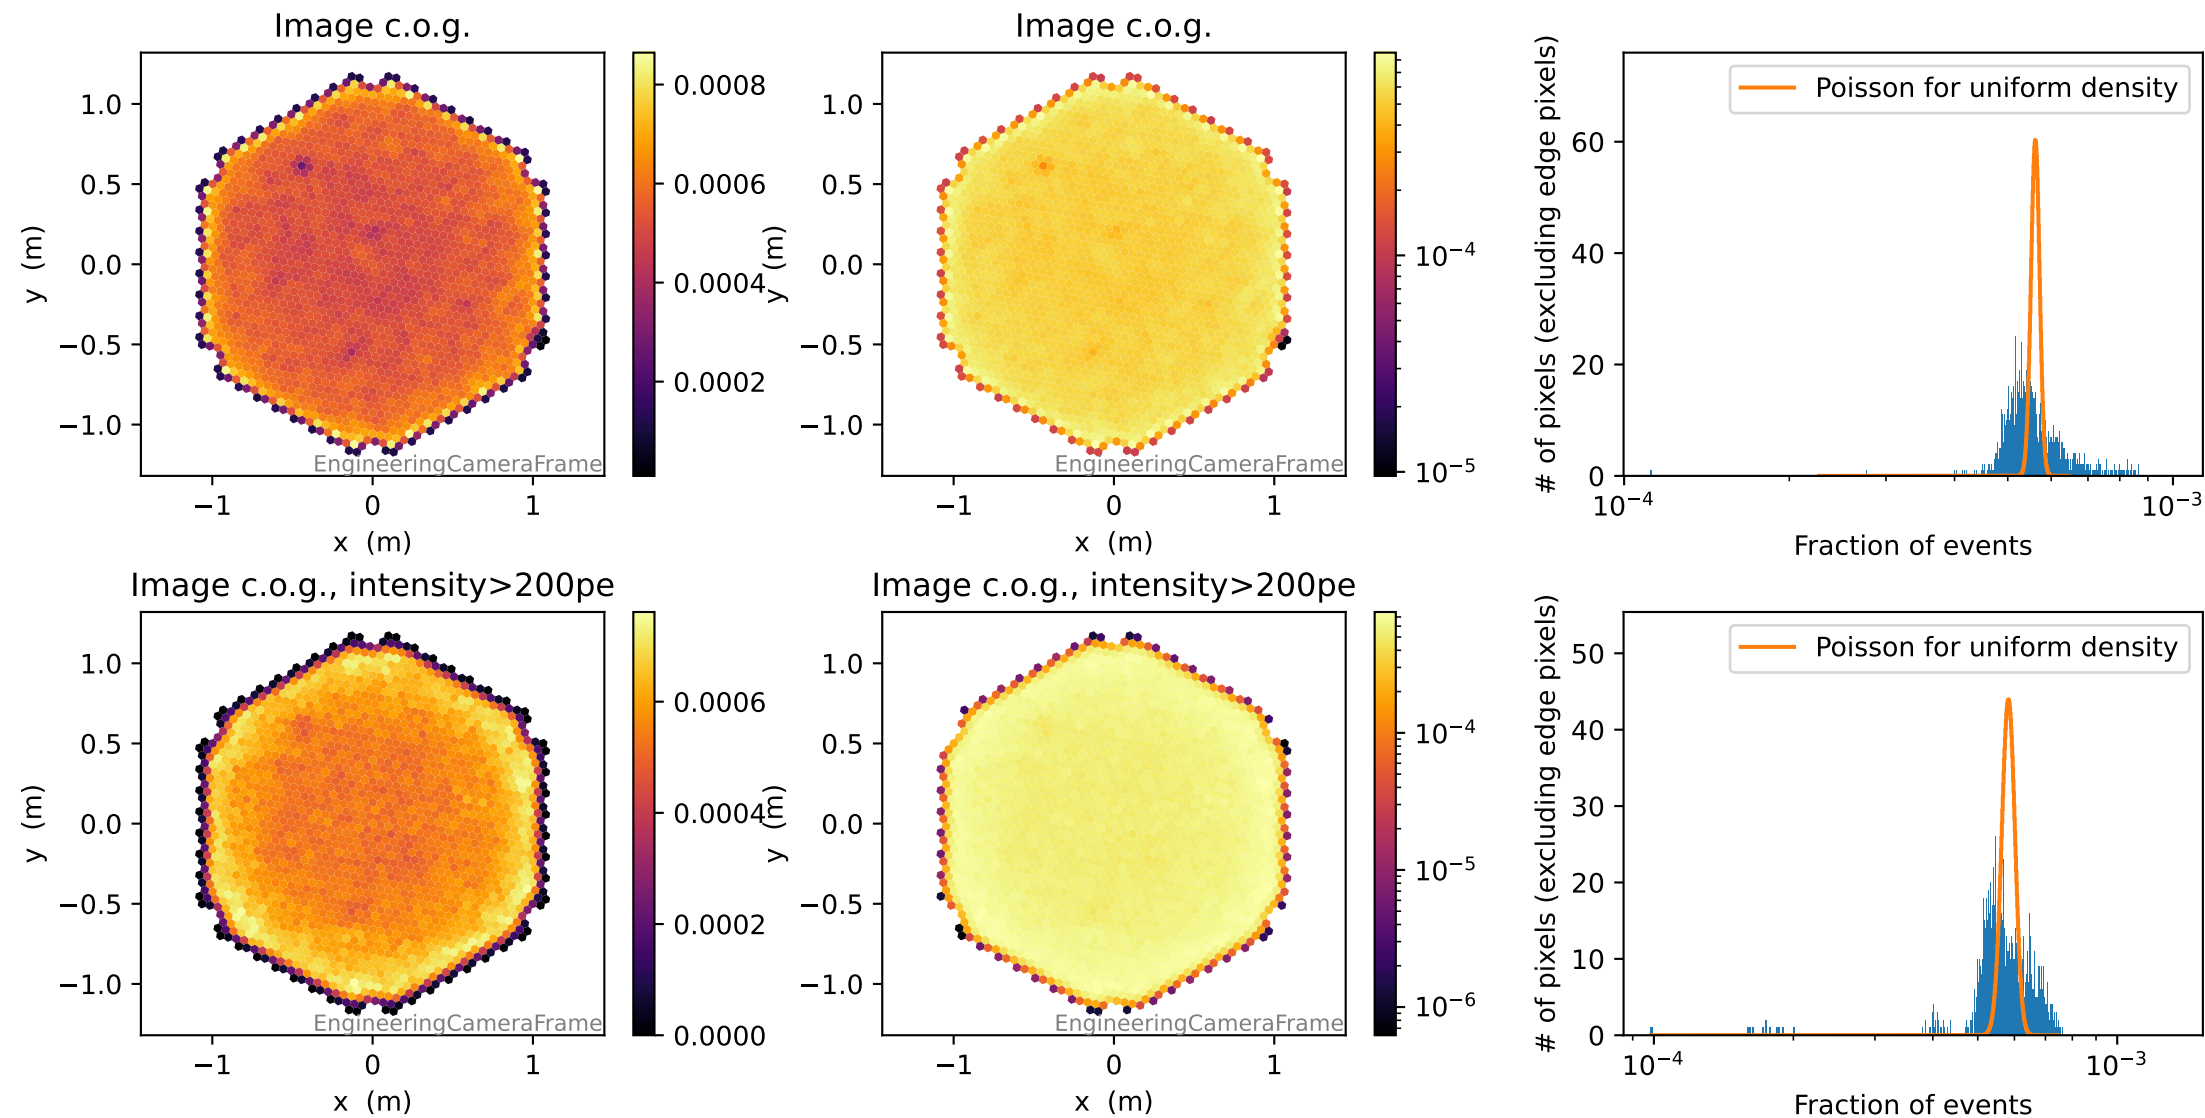 Image c.o.g.
1.0
0.5
0.0
−0.5
−1.0
y (m)
−1
0
1
x (m)
EngineeringCameraFrame
0.0008
0.0006
0.0004
0.0002
Image c.o.g.
1.0
0.5
0.0
−0.5
−1.0
y (m)
−1
0
1
x (m)
EngineeringCameraFrame
10⁻⁴
10⁻⁵
# of pixels (excluding edge pixels)
60
40
20
0
Poisson for uniform density
10⁻⁴
10⁻³
Fraction of events
Image c.o.g., intensity>200pe
1.0
0.5
0.0
−0.5
−1.0
y (m)
−1
0
1
x (m)
EngineeringCameraFrame
0.0006
0.0004
0.0002
0.0000
Image c.o.g., intensity>200pe
1.0
0.5
0.0
−0.5
−1.0
y (m)
−1
0
1
x (m)
EngineeringCameraFrame
10⁻⁴
10⁻⁵
10⁻⁶
# of pixels (excluding edge pixels)
50
40
30
20
10
0
Poisson for uniform density
10⁻⁴
10⁻³
Fraction of events